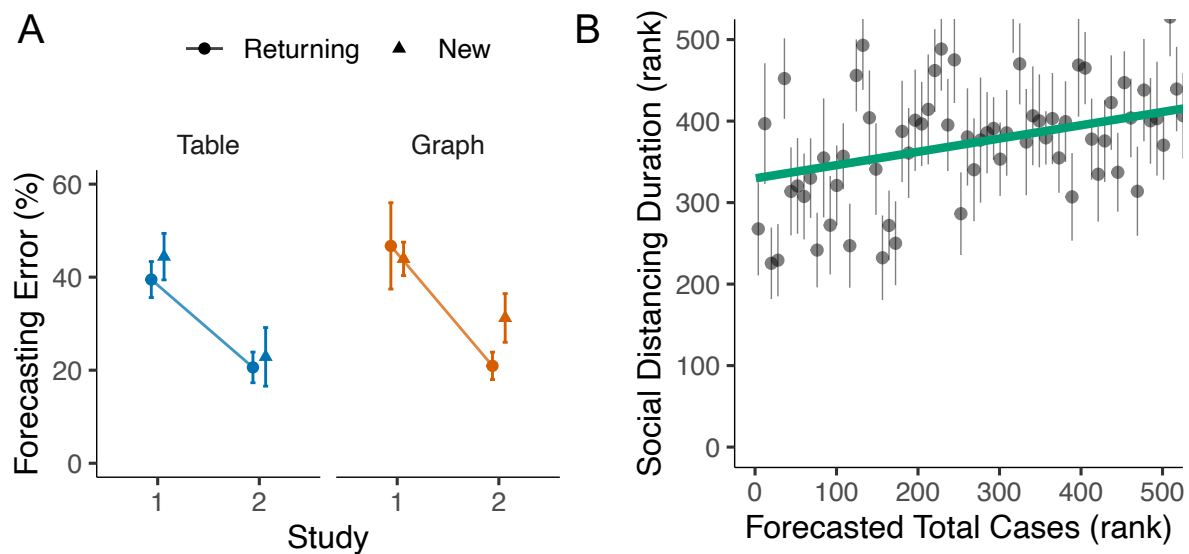 A
Returning
New
Table
Graph
Forecasting Error (%)
60
40
20
0
1
2
1
2
Study
B
Social Distancing Duration (rank)
500
400
300
200
100
0
0
100
200
300
400
500
Forecasted Total Cases (rank)